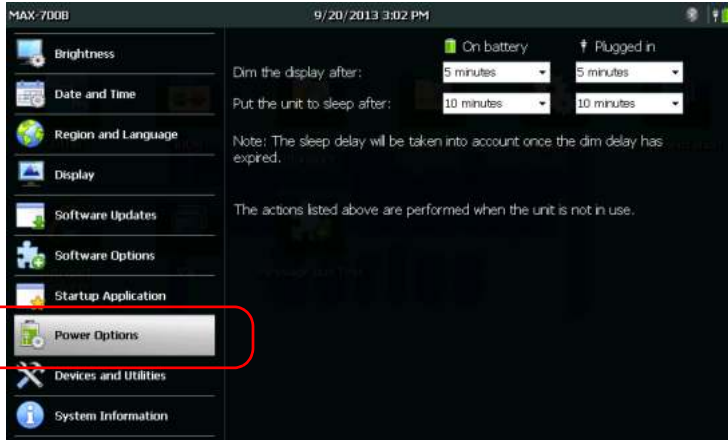 MAX-700B
9/20/2013 3:02 PM
Brightness
Date and Time
Region and Language
Display
Software Updates
Software Options
Startup Application
Power Options
Devices and Utilities
System Information
On battery
Plugged in
Dim the display after:
5 minutes
5 minutes
Put the unit to sleep after:
10 minutes
10 minutes
Note: The sleep delay will be taken into account once the dim delay has
expired.
The actions listed above are performed when the unit is not in use.